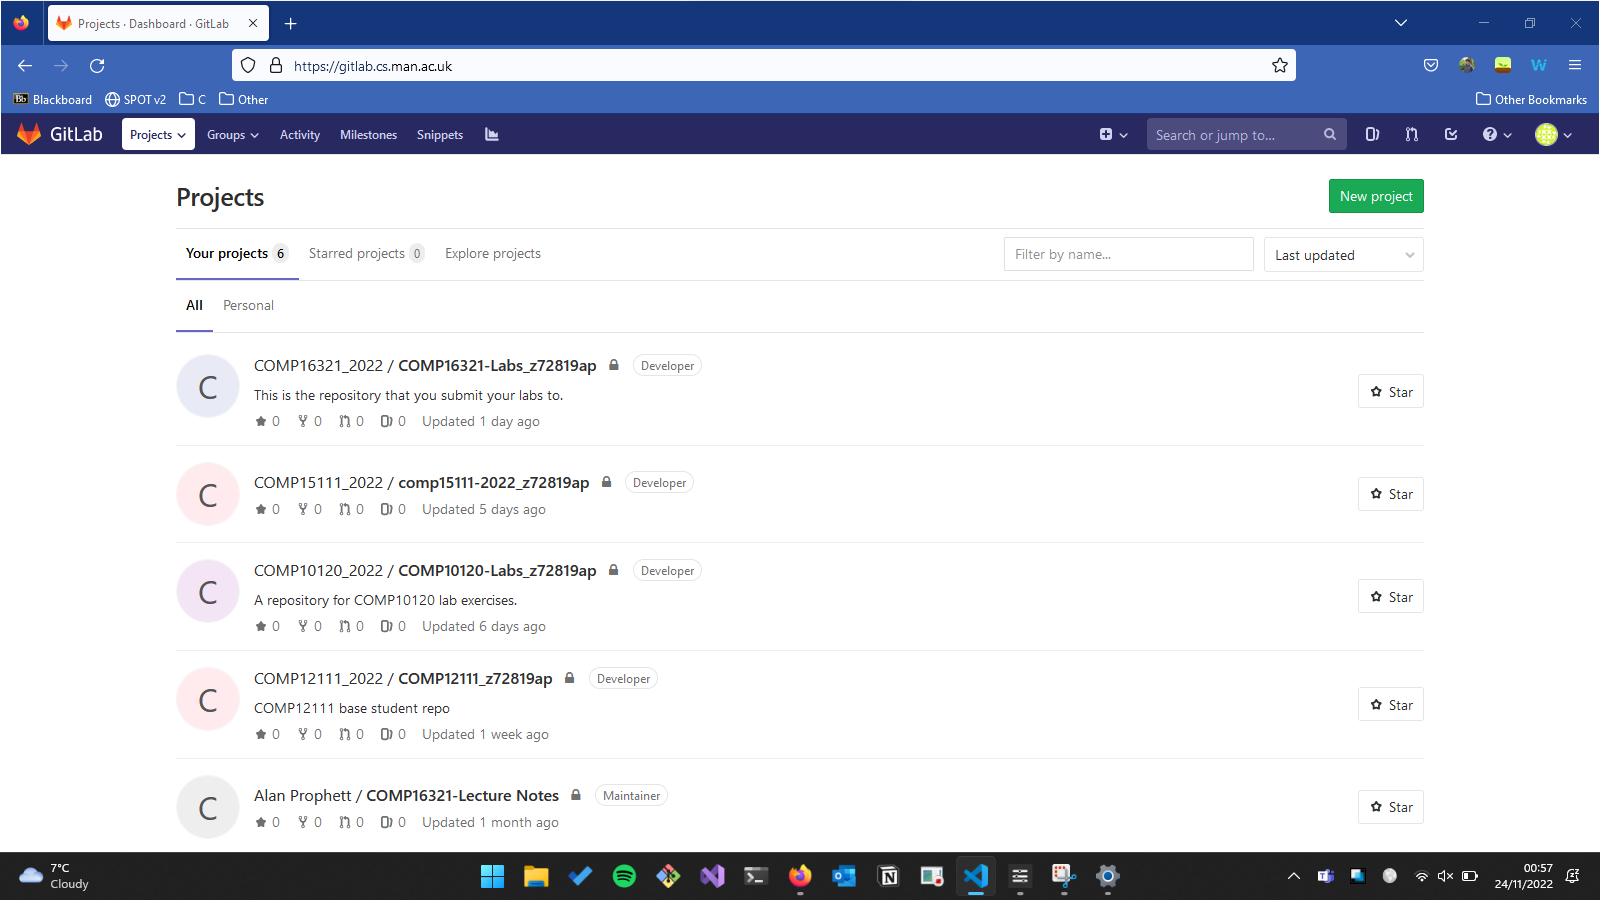 Projects · Dashboard · GitLab
https://gitlab.cs.man.ac.uk
Bb Blackboard SPOT v2 C Other Other Bookmarks
GitLab Projects Groups Activity Milestones Snippets Search or jump to...
Projects New project
Your projects 6 Starred projects 0 Explore projects Filter by name... Last updated
All Personal
C COMP16321_2022 / COMP16321-Labs_z72819ap Developer
This is the repository that you submit your labs to. Star
0 0 0 0 Updated 1 day ago
C COMP15111_2022 / comp15111-2022_z72819ap Developer Star
0 0 0 0 Updated 5 days ago
C COMP10120_2022 / COMP10120-Labs_z72819ap Developer
A repository for COMP10120 lab exercises. Star
0 0 0 0 Updated 6 days ago
C COMP12111_2022 / COMP12111_z72819ap Developer
COMP12111 base student repo Star
0 0 0 0 Updated 1 week ago
C Alan Prophett / COMP16321-Lecture Notes Maintainer Star
0 0 0 0 Updated 1 month ago
7°C 00:57
Cloudy 24/11/2022